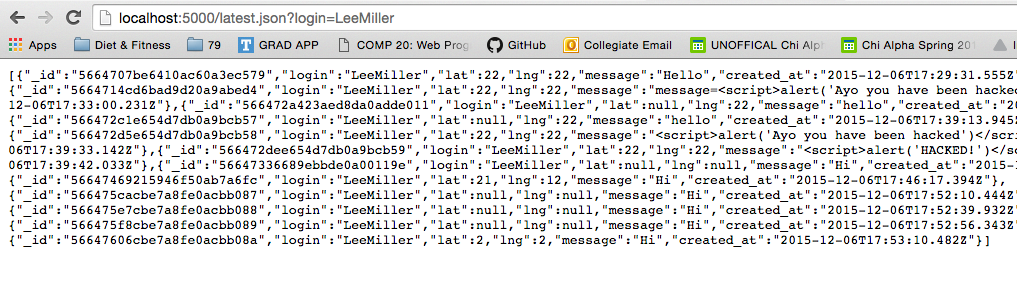 localhost:5000/latest.json?login=LeeMiller
Apps Diet & Fitness 79 GRAD APP COMP 20: Web Prog GitHub Collegiate Email UNOFFICAL Chi Alph Chi Alpha Spring 201
[{"_id":"5664707be6410ac60a3ec579","login":"LeeMiller","lat":22,"lng":22,"message":"Hello","created_at":"2015-12-06T17:29:31.555Z"
{"_id":"5664714cd6bad9d20a9abed4","login":"LeeMiller","lat":22,"lng":22,"message":"message=<script>alert('Ayo you have been hacked
12-06T17:33:00.231Z"},{"_id":"566472a423aed8da0adde011","login":"LeeMiller","lat":null,"lng":22,"message":"hello","created_at":"20
{"_id":"566472c1e654d7db0a9bcb57","login":"LeeMiller","lat":null,"lng":22,"message":"hello","created_at":"2015-12-06T17:39:13.945Z
{"_id":"566472d5e654d7db0a9bcb58","login":"LeeMiller","lat":22,"lng":22,"message":"<script>alert('Ayo you have been hacked')</scri
06T17:39:33.142Z"},{"_id":"566472dee654d7db0a9bcb59","login":"LeeMiller","lat":22,"lng":22,"message":"<script>alert('HACKED!')</sc
06T17:39:42.033Z"},{"_id":"56647336689ebbde0a00119e","login":"LeeMiller","lat":null,"lng":null,"message":"Hi","created_at":"2015-1
{"_id":"56647469215946f50ab7a6fc","login":"LeeMiller","lat":21,"lng":12,"message":"Hi","created_at":"2015-12-06T17:46:17.394Z"},
{"_id":"566475cacbe7a8fe0acbb087","login":"LeeMiller","lat":null,"lng":null,"message":"Hi","created_at":"2015-12-06T17:52:10.444Z"
{"_id":"566475e7cbe7a8fe0acbb088","login":"LeeMiller","lat":null,"lng":null,"message":"Hi","created_at":"2015-12-06T17:52:39.932Z"
{"_id":"566475f8cbe7a8fe0acbb089","login":"LeeMiller","lat":null,"lng":null,"message":"Hi","created_at":"2015-12-06T17:52:56.343Z"
{"_id":"56647606cbe7a8fe0acbb08a","login":"LeeMiller","lat":2,"lng":2,"message":"Hi","created_at":"2015-12-06T17:53:10.482Z"}]